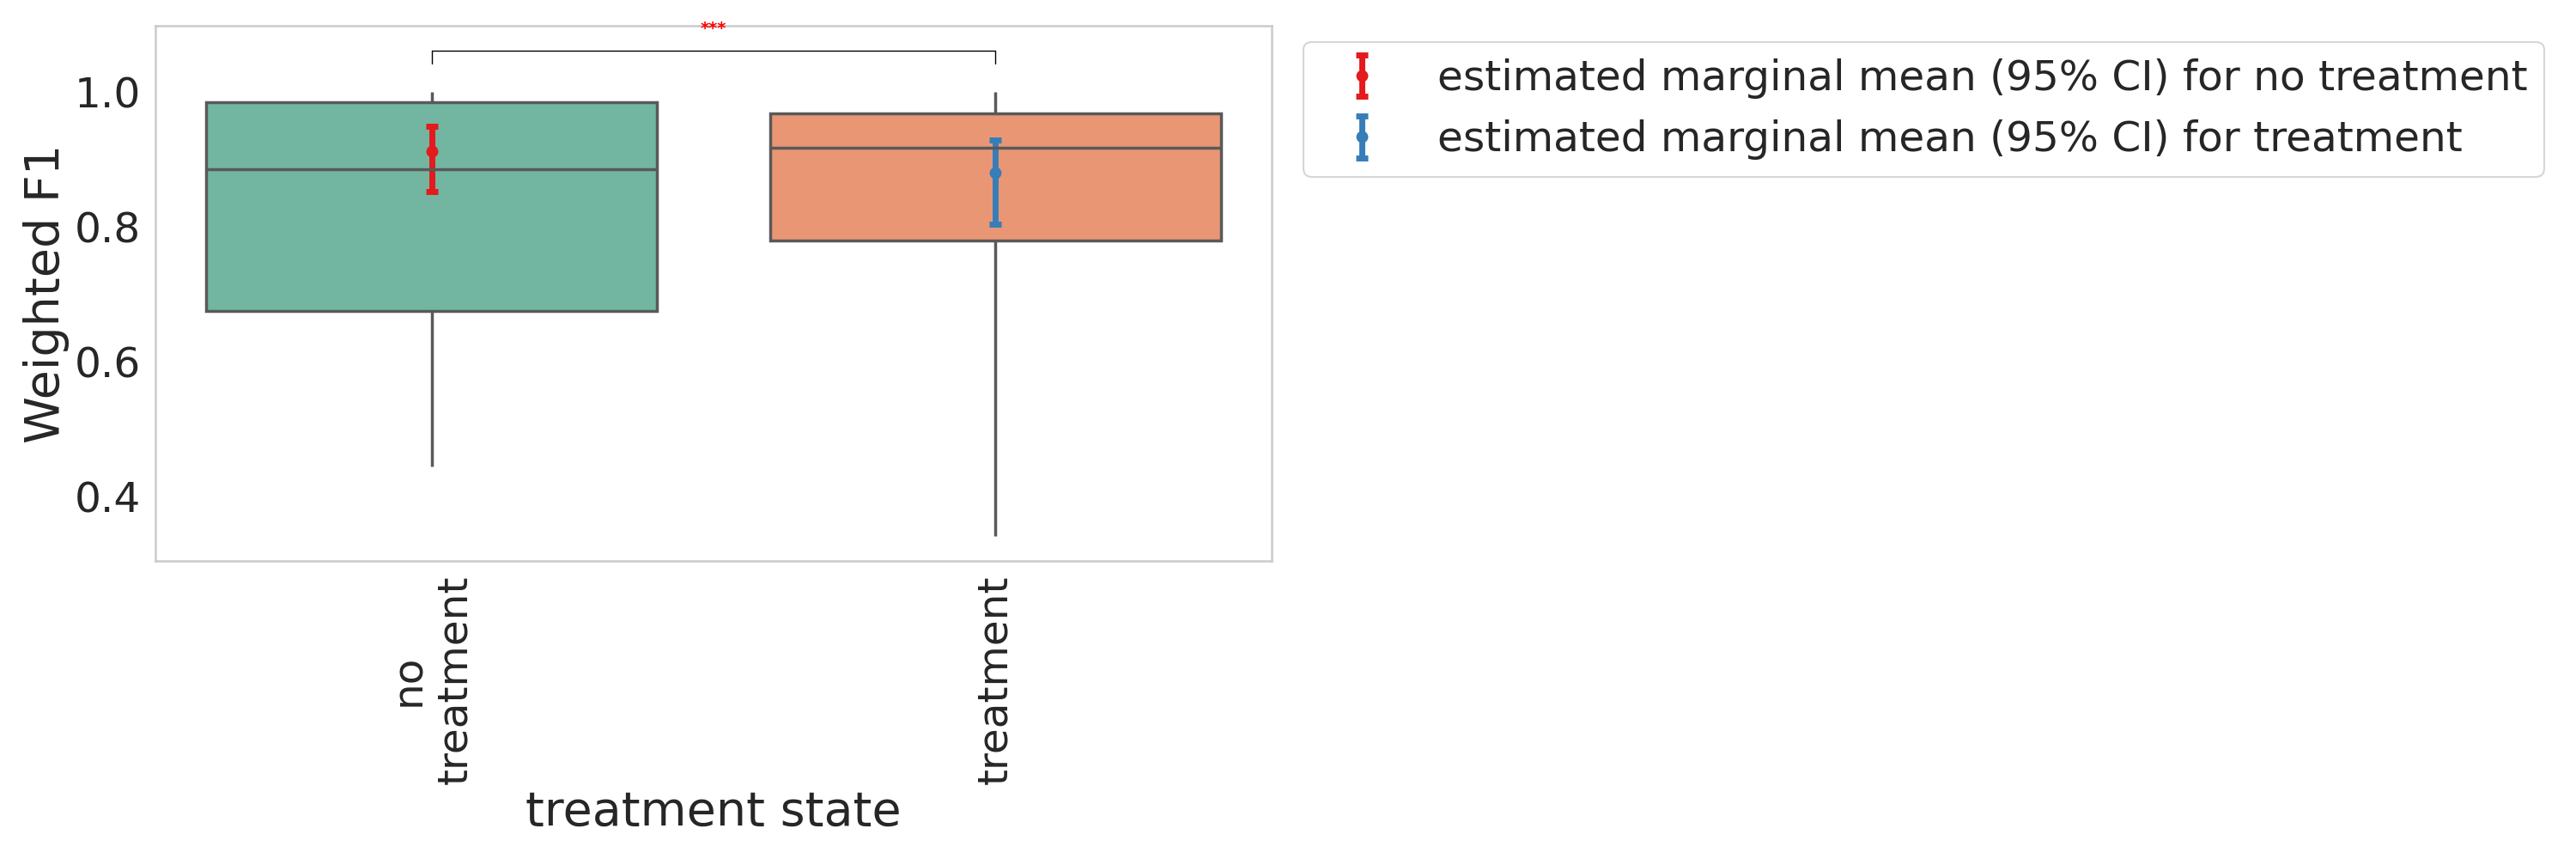 ***
1.0
0.8
0.6
0.4
Weighted F1
no
treatment
treatment
treatment state
estimated marginal mean (95% CI) for no treatment
estimated marginal mean (95% CI) for treatment